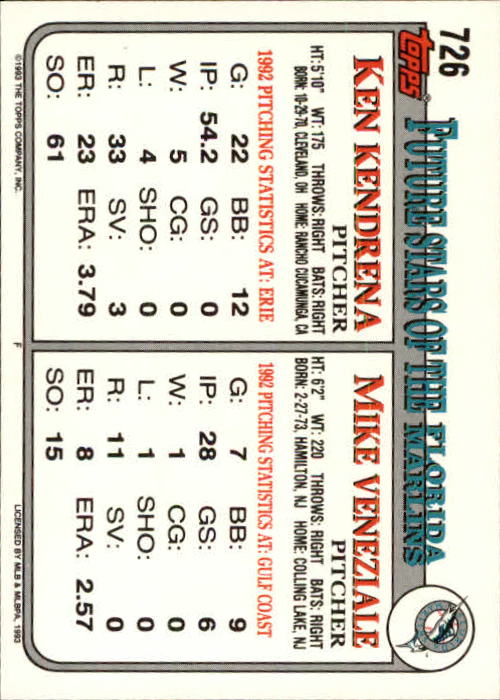 726
TOPPS®
FUTURE STARS OF THE FLORIDA MARLINS
KEN KENDRENA
PITCHER
HT: 5'10" WT: 175 THROWS: RIGHT BATS: RIGHT
BORN: 10-29-70, CLEVELAND, OH HOME: RANCHO CUCAMUNGA, CA
1992 PITCHING STATISTICS AT: ERIE
G: 22 BB: 12
IP: 54.2 GS: 0
W: 5 CG: 0
L: 4 SHO: 0
R: 33 SV: 3
ER: 23 ERA: 3.79
SO: 61
MIKE VENEZIALE
PITCHER
HT: 6'2" WT: 220 THROWS: RIGHT BATS: RIGHT
BORN: 2-27-73, HAMILTON, NJ HOME: COLLING LAKE, NJ
1992 PITCHING STATISTICS AT: GULF COAST
G: 7 BB: 9
IP: 28 GS: 6
W: 1 CG: 0
L: 1 SHO: 0
R: 11 SV: 0
ER: 8 ERA: 2.57
SO: 15
©1993 THE TOPPS COMPANY, INC.
F
LICENSED BY MLB & MLBPA, 1993